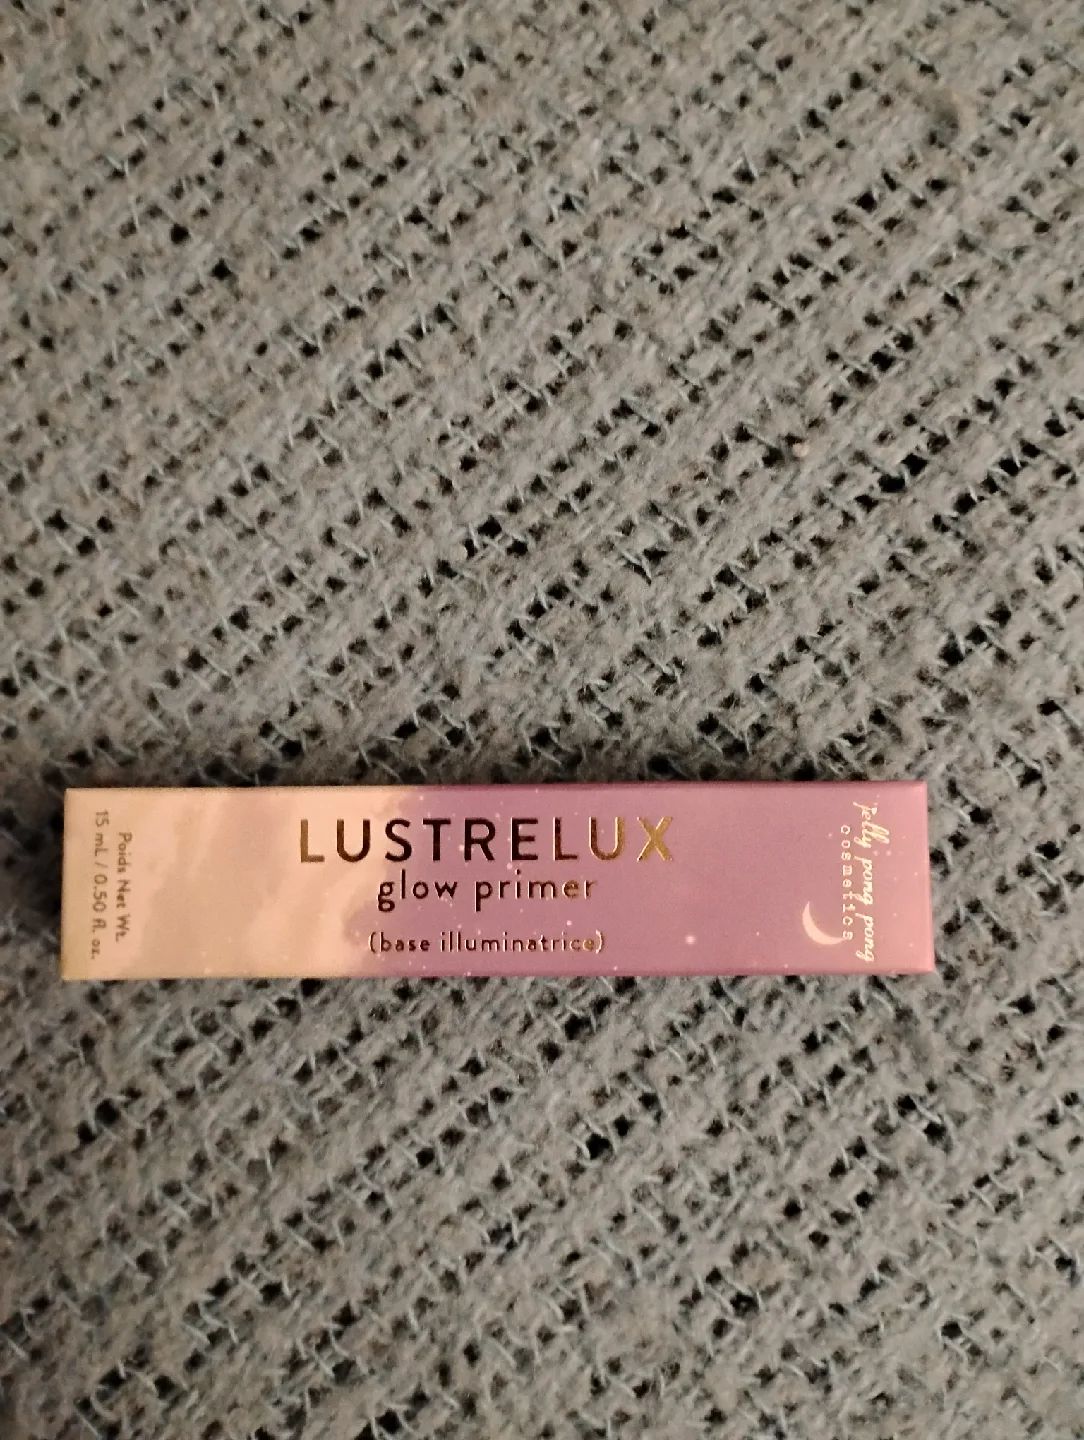 LUSTRELUX
glow primer
(base illuminatrice)
Poids Net Wt.
15 mL / 0.50 fl. oz.
jelly pong pong
cosmetics